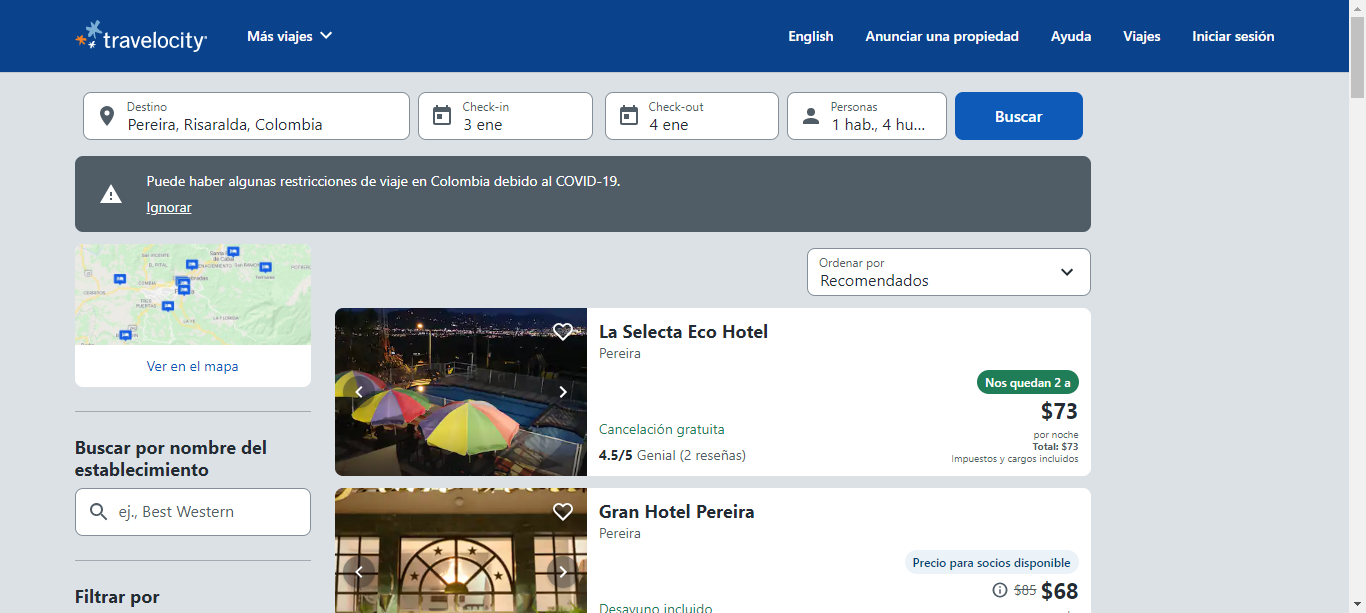 travelocity
Más viajes
English
Anunciar una propiedad
Ayuda
Viajes
Iniciar sesión
Destino
Pereira, Risaralda, Colombia
Check-in
3 ene
Check-out
4 ene
Personas
1 hab., 4 hu...
Buscar
Puede haber algunas restricciones de viaje en Colombia debido al COVID-19.
Ignorar
Ver en el mapa
Buscar por nombre del
establecimiento
ej., Best Western
Filtrar por
Ordenar por
Recomendados
La Selecta Eco Hotel
Pereira
Nos quedan 2 a
$73
por noche
Total: $73
Impuestos y cargos incluidos
Cancelación gratuita
4.5/5 Genial (2 reseñas)
Gran Hotel Pereira
Pereira
Precio para socios disponible
$85 $68
Desayuno incluido